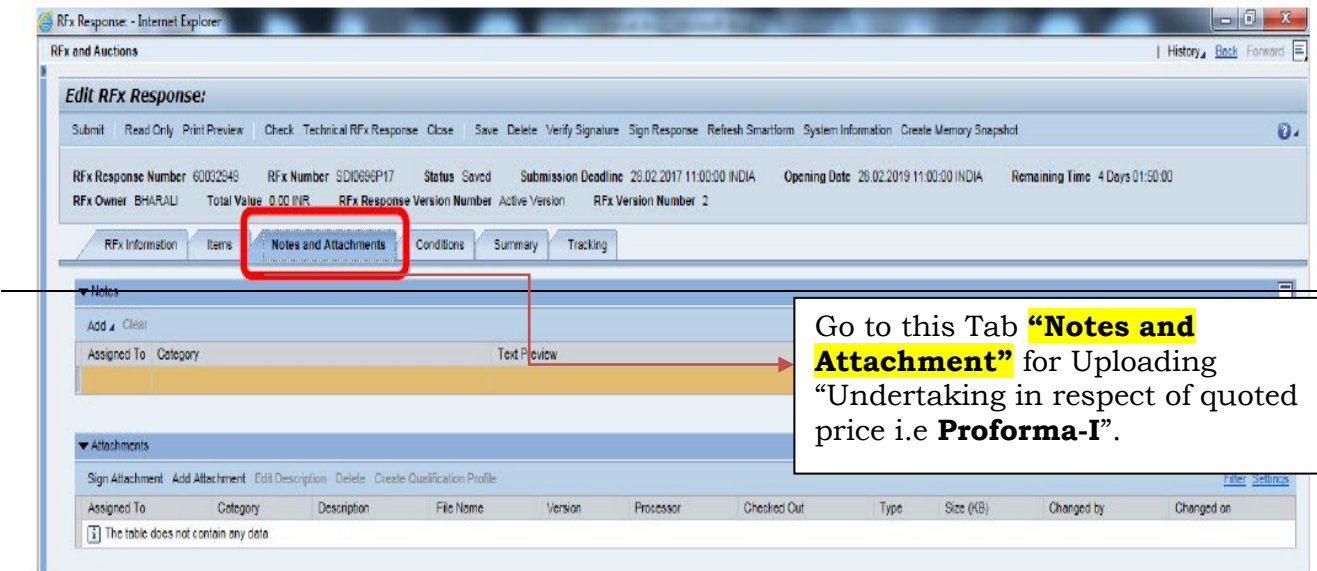 RFx Response: - Internet Explorer
RFx and Auctions
| History Back Forward
Edit RFx Response:
Submit Read Only Print Preview Check Technical RFx Response Close Save Delete Verify Signature Sign Response Refresh Smartform System Information Create Memory Snapshot
RFx Response Number 60032949 RFx Number SDI0696P17 Status Saved Submission Deadline 28.02.2017 11:00:00 INDIA Opening Date 28.02.2019 11:00:00 INDIA Remaining Time 4 Days 01:50:00
RFx Owner BHARALI Total Value 0.00 INR RFx Response Version Number Active Version RFx Version Number 2
RFx Information Items Notes and Attachments Conditions Summary Tracking
Notes
Add Clear
Assigned To Category Text Preview
Go to this Tab “Notes and
Attachment” for Uploading
“Undertaking in respect of quoted
price i.e Proforma-I”.
Attachments
Sign Attachment Add Attachment Edit Description Delete Create Qualification Profile
Filter Settings
Assigned To Category Description File Name Version Processor Checked Out Type Size (KB) Changed by Changed on
The table does not contain any data